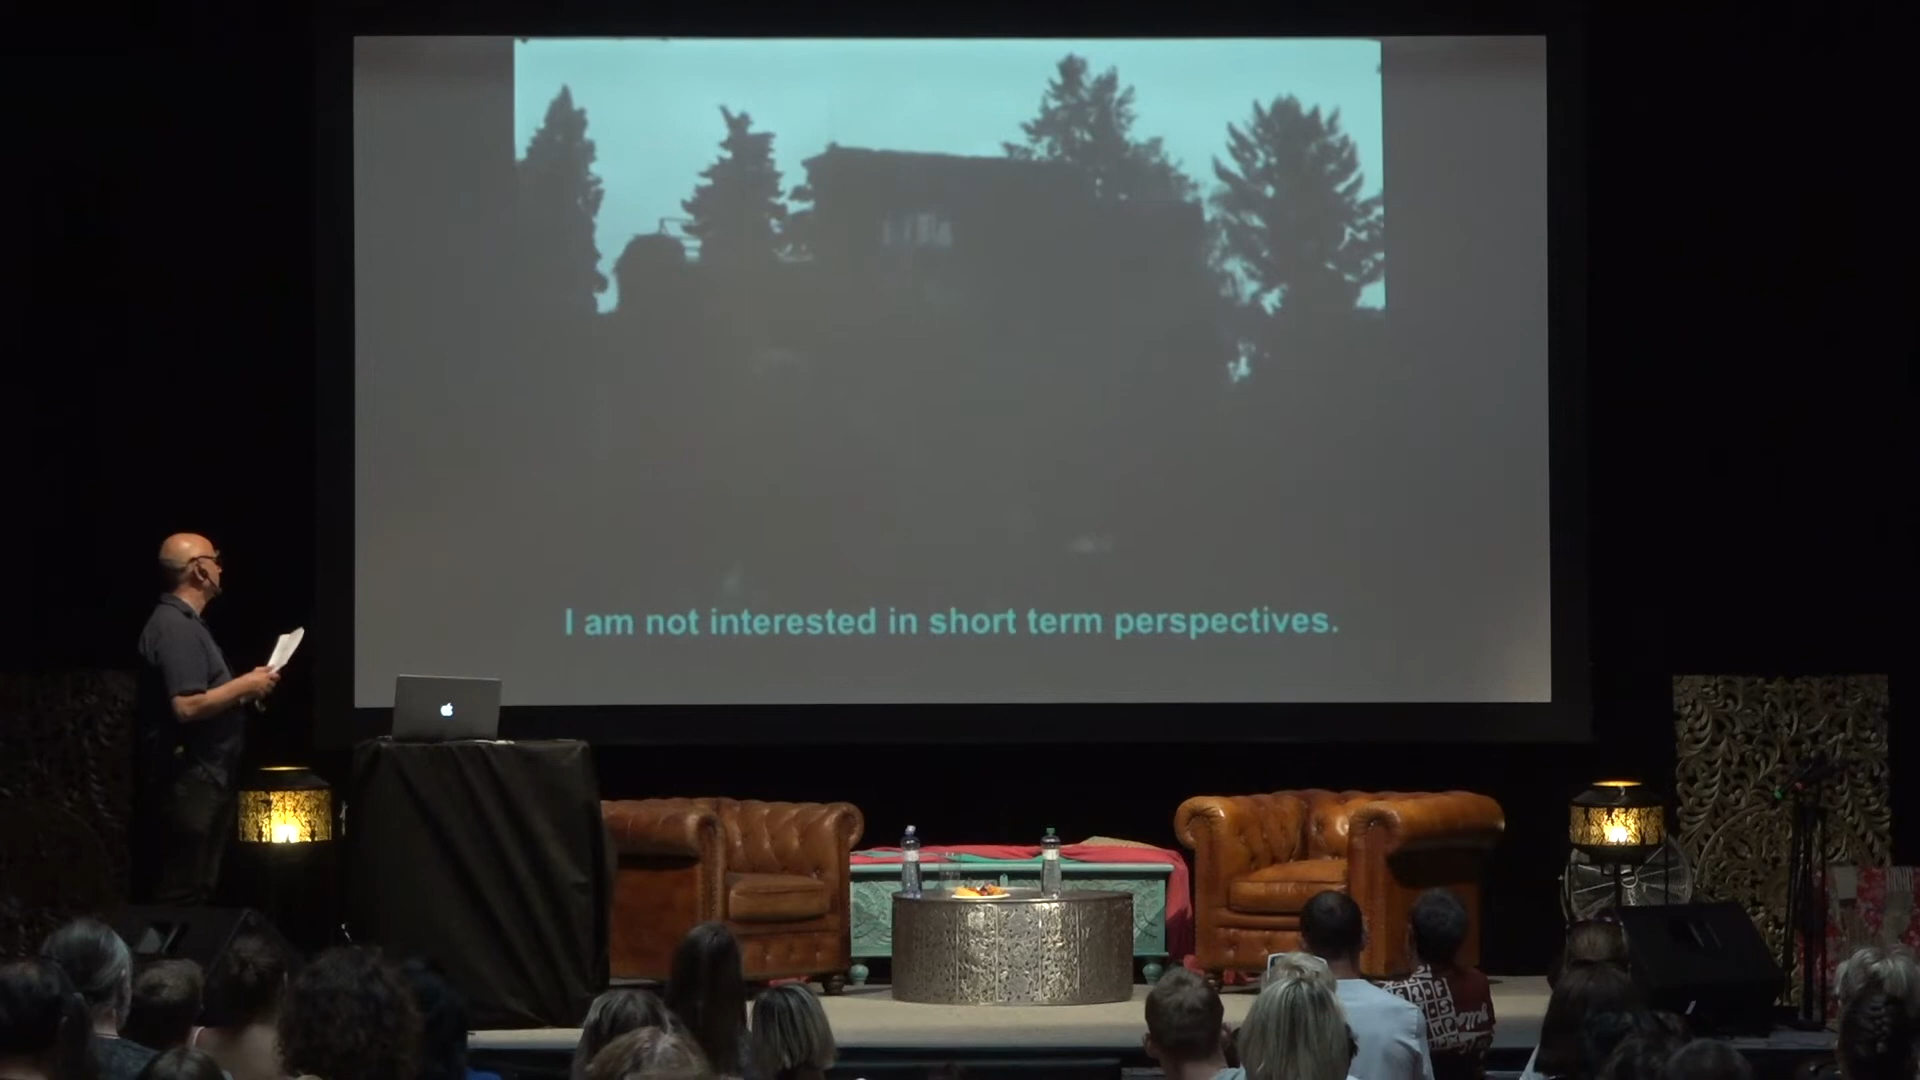 I am not interested in short term perspectives.